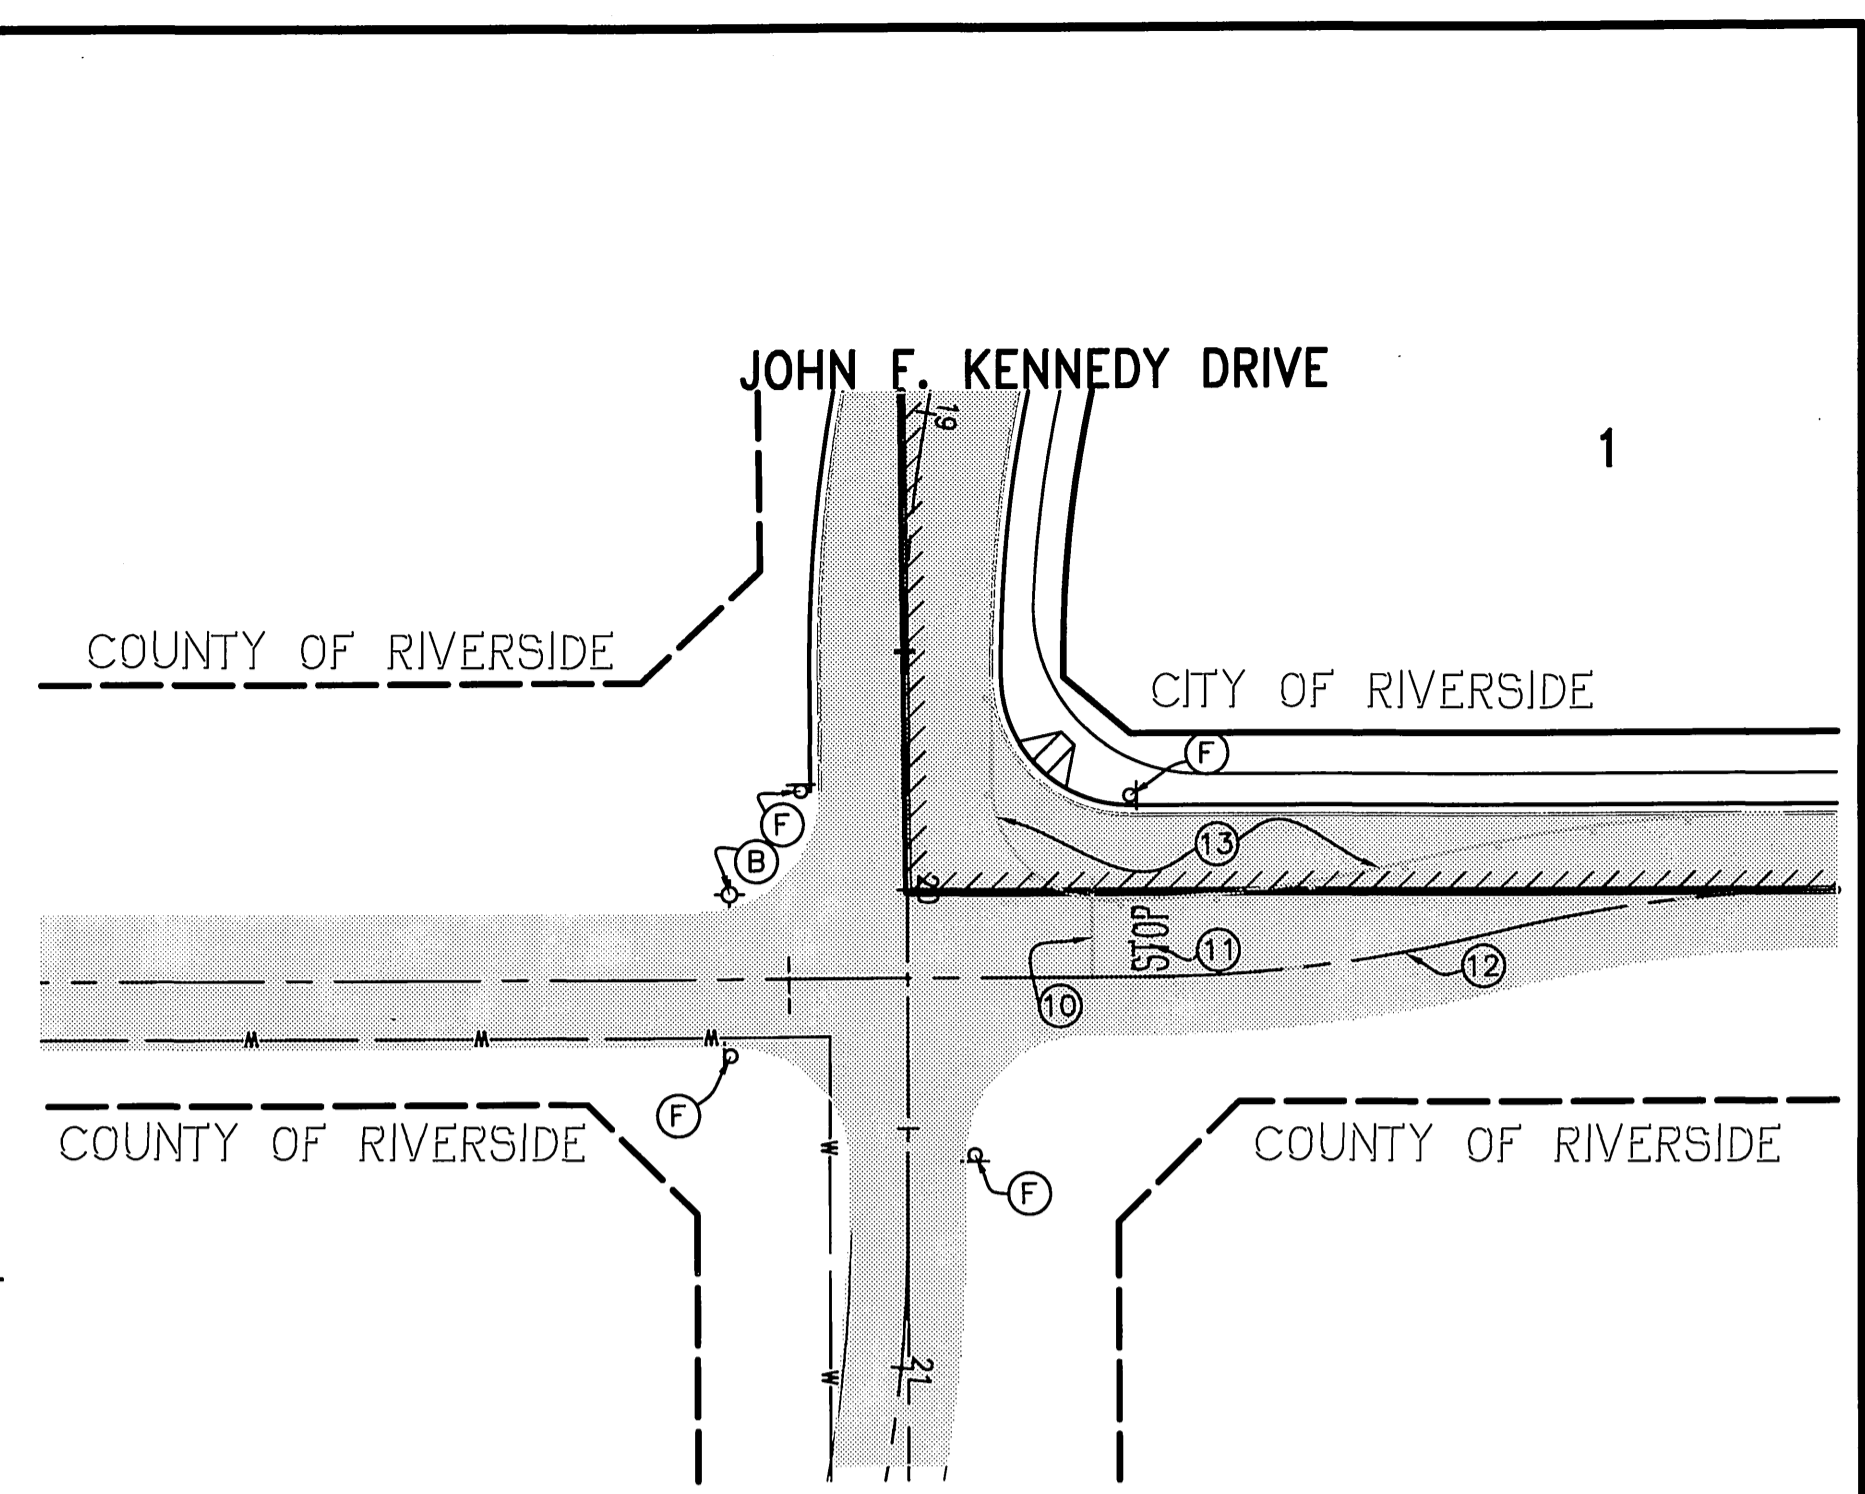 JOHN F. KENNEDY DRIVE
19
1
COUNTY OF RIVERSIDE
CITY OF RIVERSIDE
F
F
13
B
20
STOP
11
12
10
W W W
F
COUNTY OF RIVERSIDE
COUNTY OF RIVERSIDE
W
F
21
W